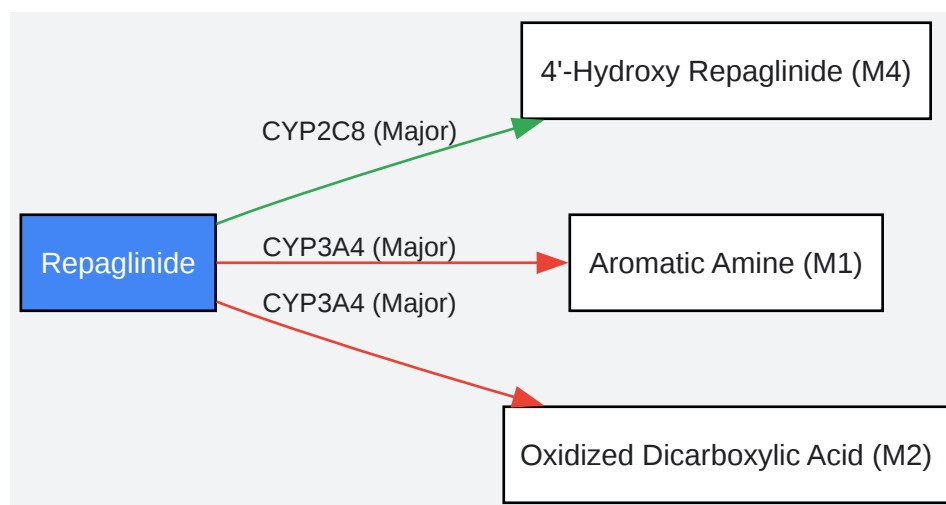 4'-Hydroxy Repaglinide (M4)
CYP2C8 (Major)
Repaglinide
CYP3A4 (Major)
Aromatic Amine (M1)
CYP3A4 (Major)
Oxidized Dicarboxylic Acid (M2)